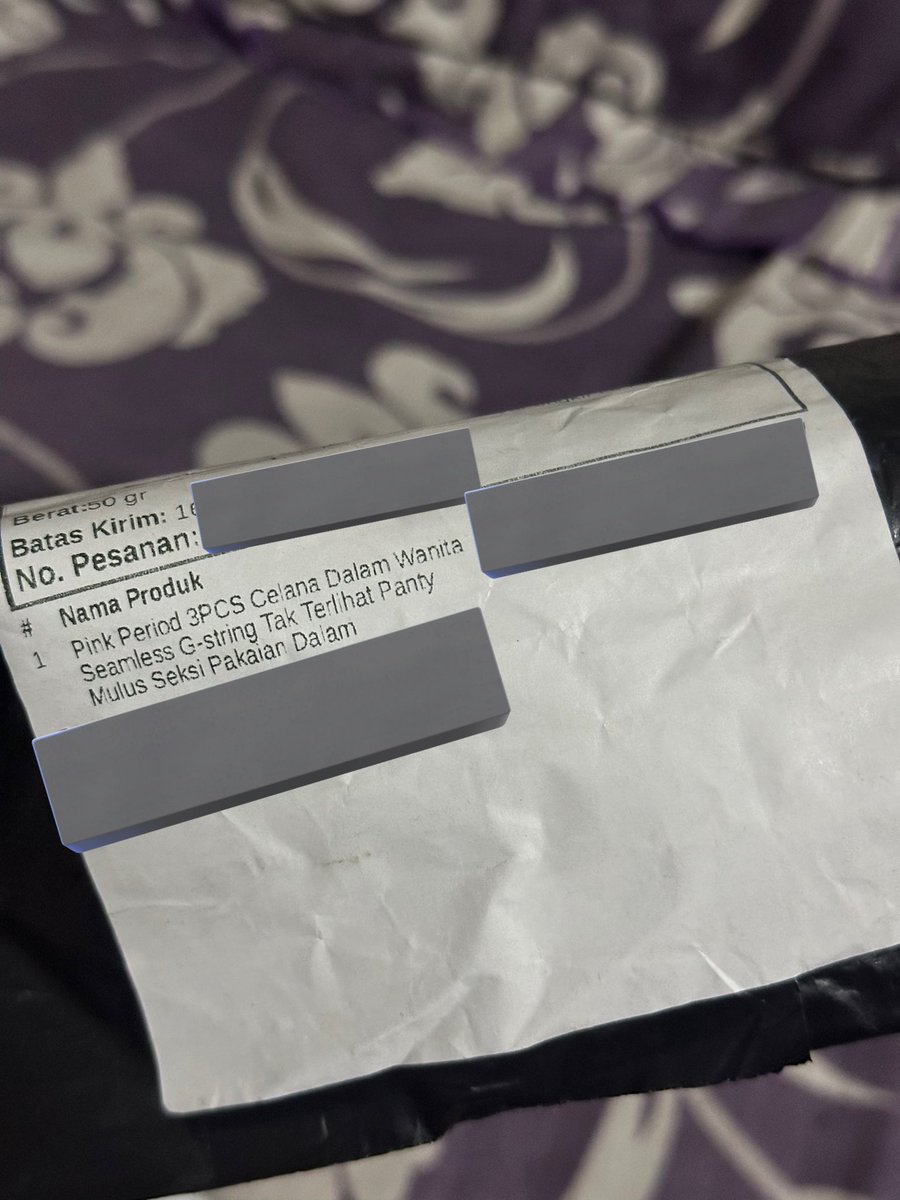 Berat:50 gr
Batas Kirim: 16
No. Pesanan:
# Nama Produk
1 Pink Period 3PCS Celana Dalam Wanita
Seamless G-string Tak Terlihat Panty
Mulus Seksi Pakaian Dalam